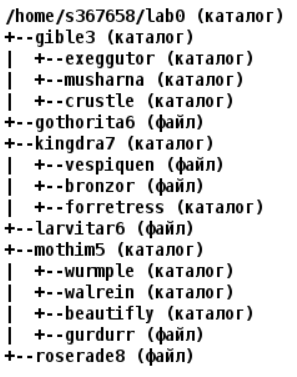 /home/s367658/lab0 (каталог)
+--gible3 (каталог)
|  +--exeggutor (каталог)
|  +--musharna (каталог)
|  +--crustle (каталог)
+--gothorita6 (файл)
+--kingdra7 (каталог)
|  +--vespiquen (файл)
|  +--bronzor (файл)
|  +--forretress (каталог)
+--larvitar6 (файл)
+--mothim5 (каталог)
|  +--wurmple (каталог)
|  +--walrein (каталог)
|  +--beautifly (каталог)
|  +--gurdurr (файл)
+--roserade8 (файл)